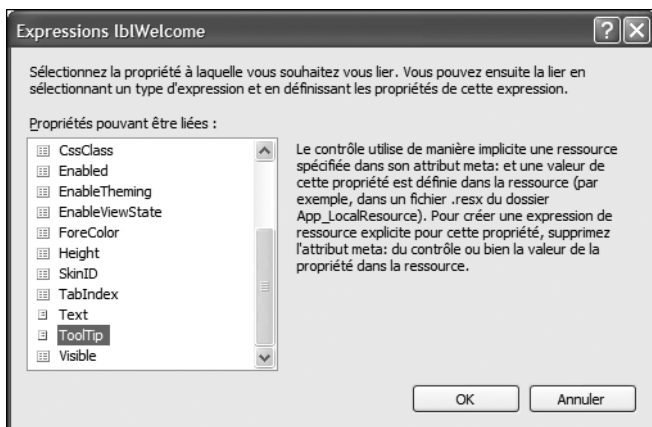 Expressions lblWelcome
Sélectionnez la propriété à laquelle vous souhaitez vous lier. Vous pouvez ensuite la lier en
sélectionnant un type d'expression et en définissant les propriétés de cette expression.
Propriétés pouvant être liées :
CssClass
Enabled
EnableTheming
EnableViewState
ForeColor
Height
SkinID
TabIndex
Text
ToolTip
Visible
Le contrôle utilise de manière implicite une ressource
spécifiée dans son attribut meta: et une valeur de
cette propriété est définie dans la ressource (par
exemple, dans un fichier .resx du dossier
App_LocalResource). Pour créer une expression de
ressource explicite pour cette propriété, supprimez
l'attribut meta: du contrôle ou bien la valeur de la
propriété dans la ressource.
OK
Annuler